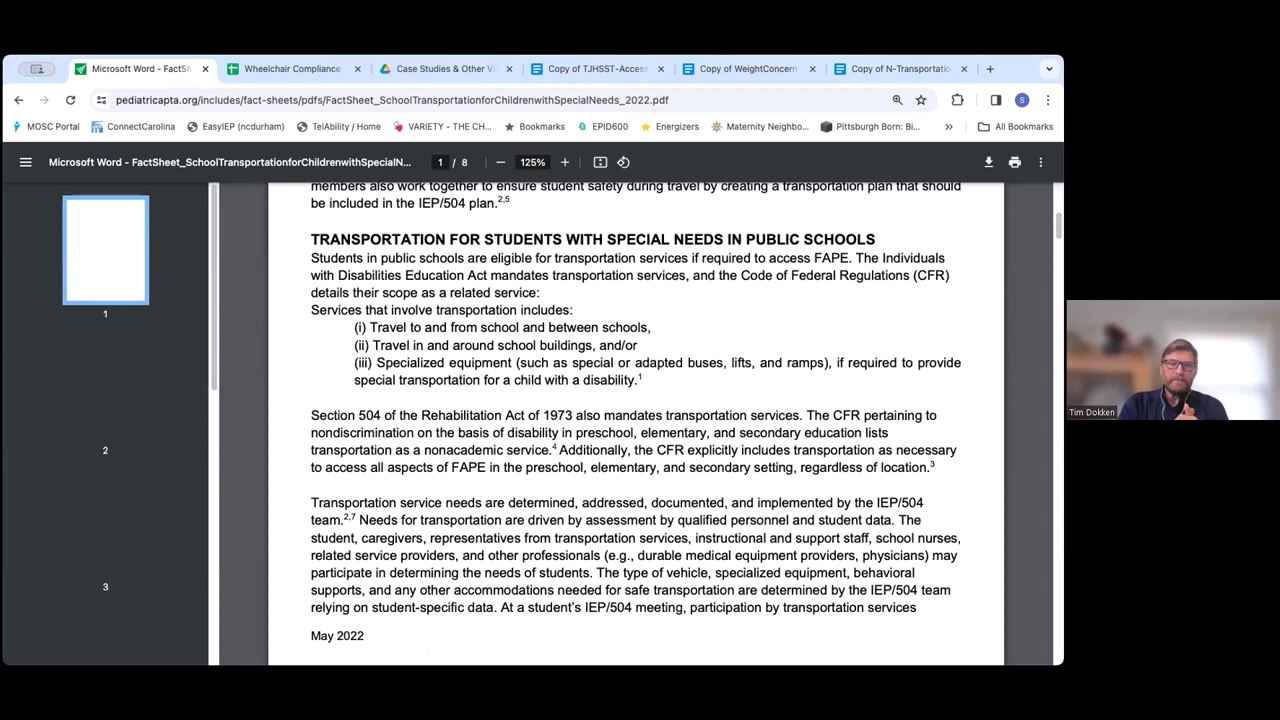 Microsoft Word - FactSh
Wheelchair Compliance
Case Studies & Other Vi
Copy of TJHSST-Access
Copy of WeightConcern
Copy of N-Transportatio
pediatricapta.org/includes/fact-sheets/pdfs/FactSheet_SchoolTransportationforChildrenwithSpecialNeeds_2022.pdf
S
MOSC Portal
ConnectCarolina
EasyIEP (ncdurham)
TelAbility / Home
VARIETY – THE CH...
Bookmarks
EPID600
Energizers
Maternity Neighbo...
Pittsburgh Born: Bi...
»
All Bookmarks
Microsoft Word - FactSheet_SchoolTransportationforChildrenwithSpecialN...
1 / 8
125%
1
2
3
members also work together to ensure student safety during travel by creating a transportation plan that should
be included in the IEP/504 plan.2,5
TRANSPORTATION FOR STUDENTS WITH SPECIAL NEEDS IN PUBLIC SCHOOLS
Students in public schools are eligible for transportation services if required to access FAPE. The Individuals
with Disabilities Education Act mandates transportation services, and the Code of Federal Regulations (CFR)
details their scope as a related service:
Services that involve transportation includes:
(i) Travel to and from school and between schools,
(ii) Travel in and around school buildings, and/or
(iii) Specialized equipment (such as special or adapted buses, lifts, and ramps), if required to provide
special transportation for a child with a disability.1
Section 504 of the Rehabilitation Act of 1973 also mandates transportation services. The CFR pertaining to
nondiscrimination on the basis of disability in preschool, elementary, and secondary education lists
transportation as a nonacademic service.4 Additionally, the CFR explicitly includes transportation as necessary
to access all aspects of FAPE in the preschool, elementary, and secondary setting, regardless of location.3
Transportation service needs are determined, addressed, documented, and implemented by the IEP/504
team.2,7 Needs for transportation are driven by assessment by qualified personnel and student data. The
student, caregivers, representatives from transportation services, instructional and support staff, school nurses,
related service providers, and other professionals (e.g., durable medical equipment providers, physicians) may
participate in determining the needs of students. The type of vehicle, specialized equipment, behavioral
supports, and any other accommodations needed for safe transportation are determined by the IEP/504 team
relying on student-specific data. At a student's IEP/504 meeting, participation by transportation services
May 2022
Tim Dokken